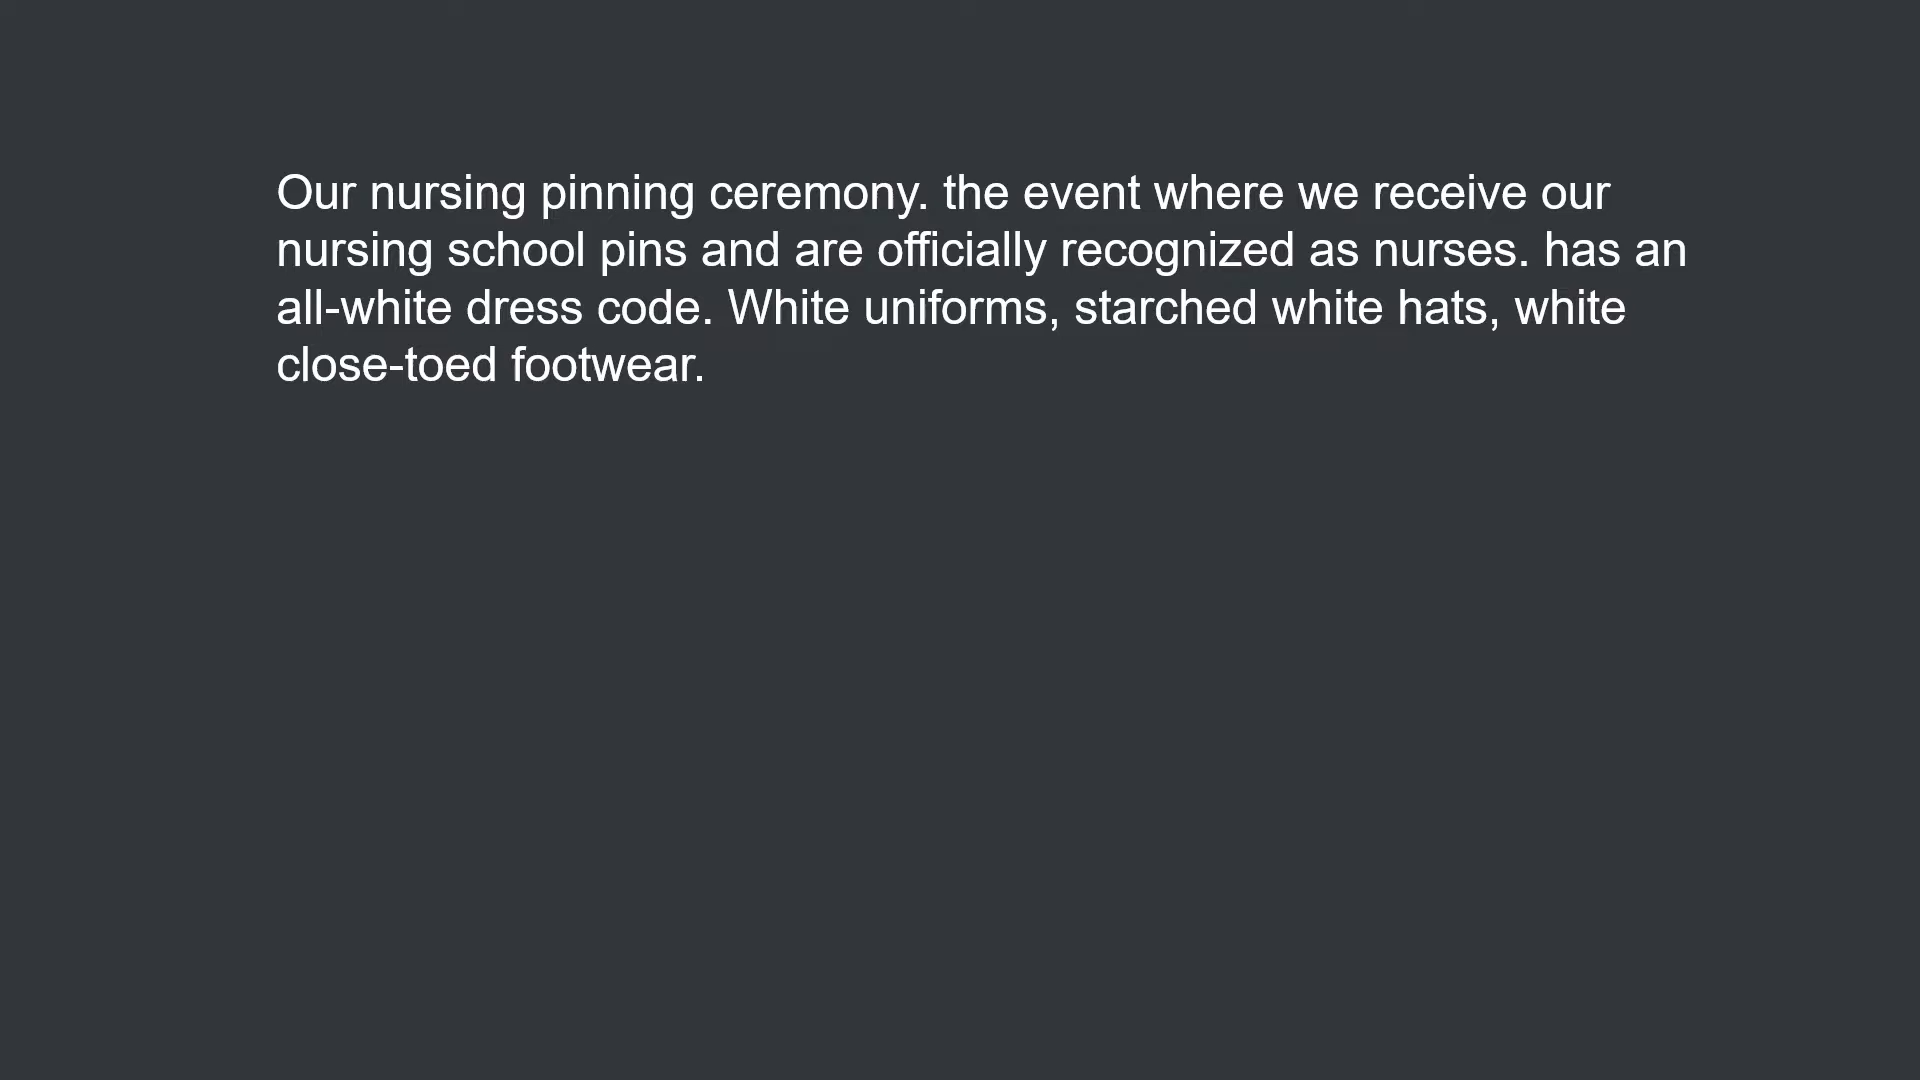 Our nursing pinning ceremony. the event where we receive our
nursing school pins and are officially recognized as nurses. has an
all-white dress code. White uniforms, starched white hats, white
close-toed footwear.